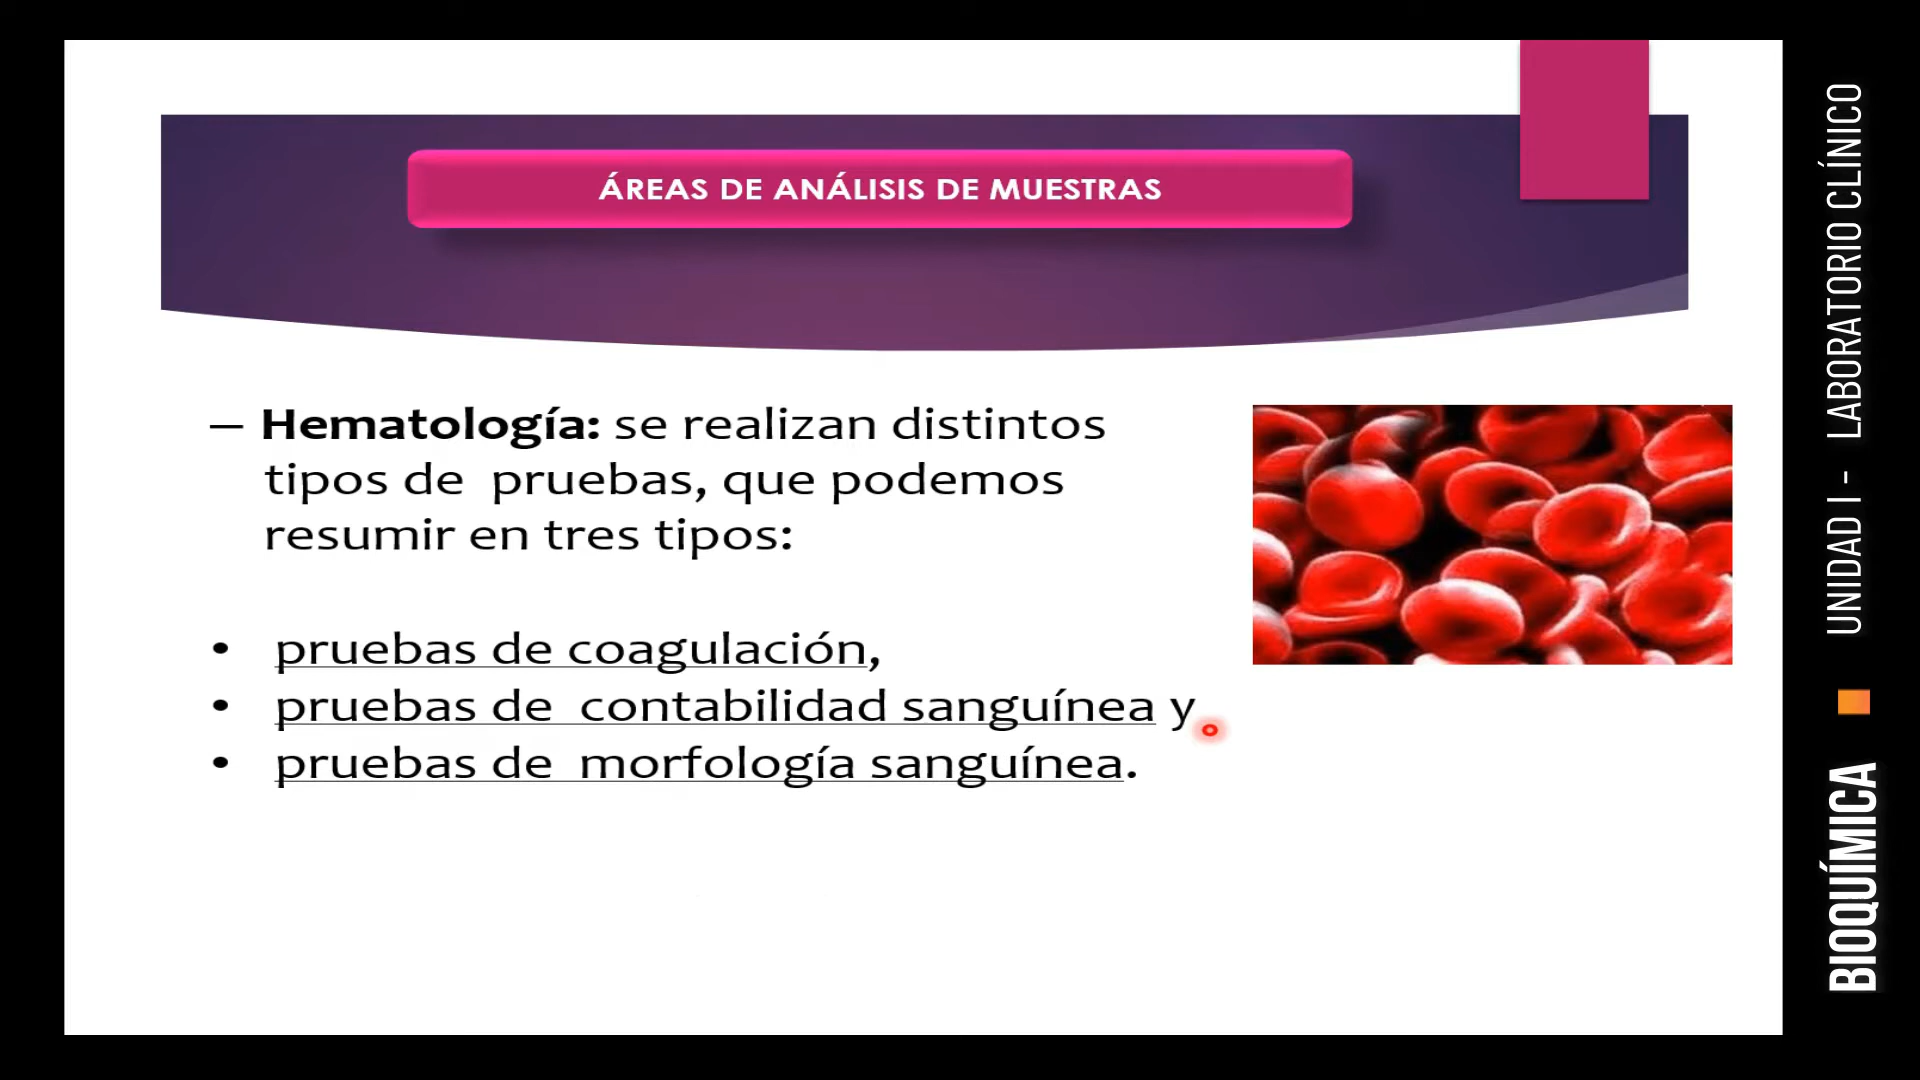 ÁREAS DE ANÁLISIS DE MUESTRAS
– Hematología: se realizan distintos
tipos de pruebas, que podemos
resumir en tres tipos:
• pruebas de coagulación,
• pruebas de contabilidad sanguínea y
• pruebas de morfología sanguínea.
BIOQUÍMICA ■ UNIDAD I - LABORATORIO CLÍNICO